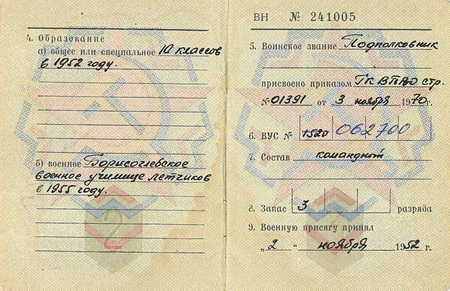 4. Образование
а) общее или специальное 10 классов
в 1952 году.
б) военное Борисоглебское
военное училище летчиков
в 1955 году.
2
ВН № 241005
5. Воинское звание Подполковник
присвоено приказом ГК ВПВО стр.
№ 01391 от 3 ноября 1970 г.
6. ВУС № 1520 062700
7. Состав командный
8. Запас 3 разряда
9. Военную присягу принял
„2 “ ноября 1952 г.